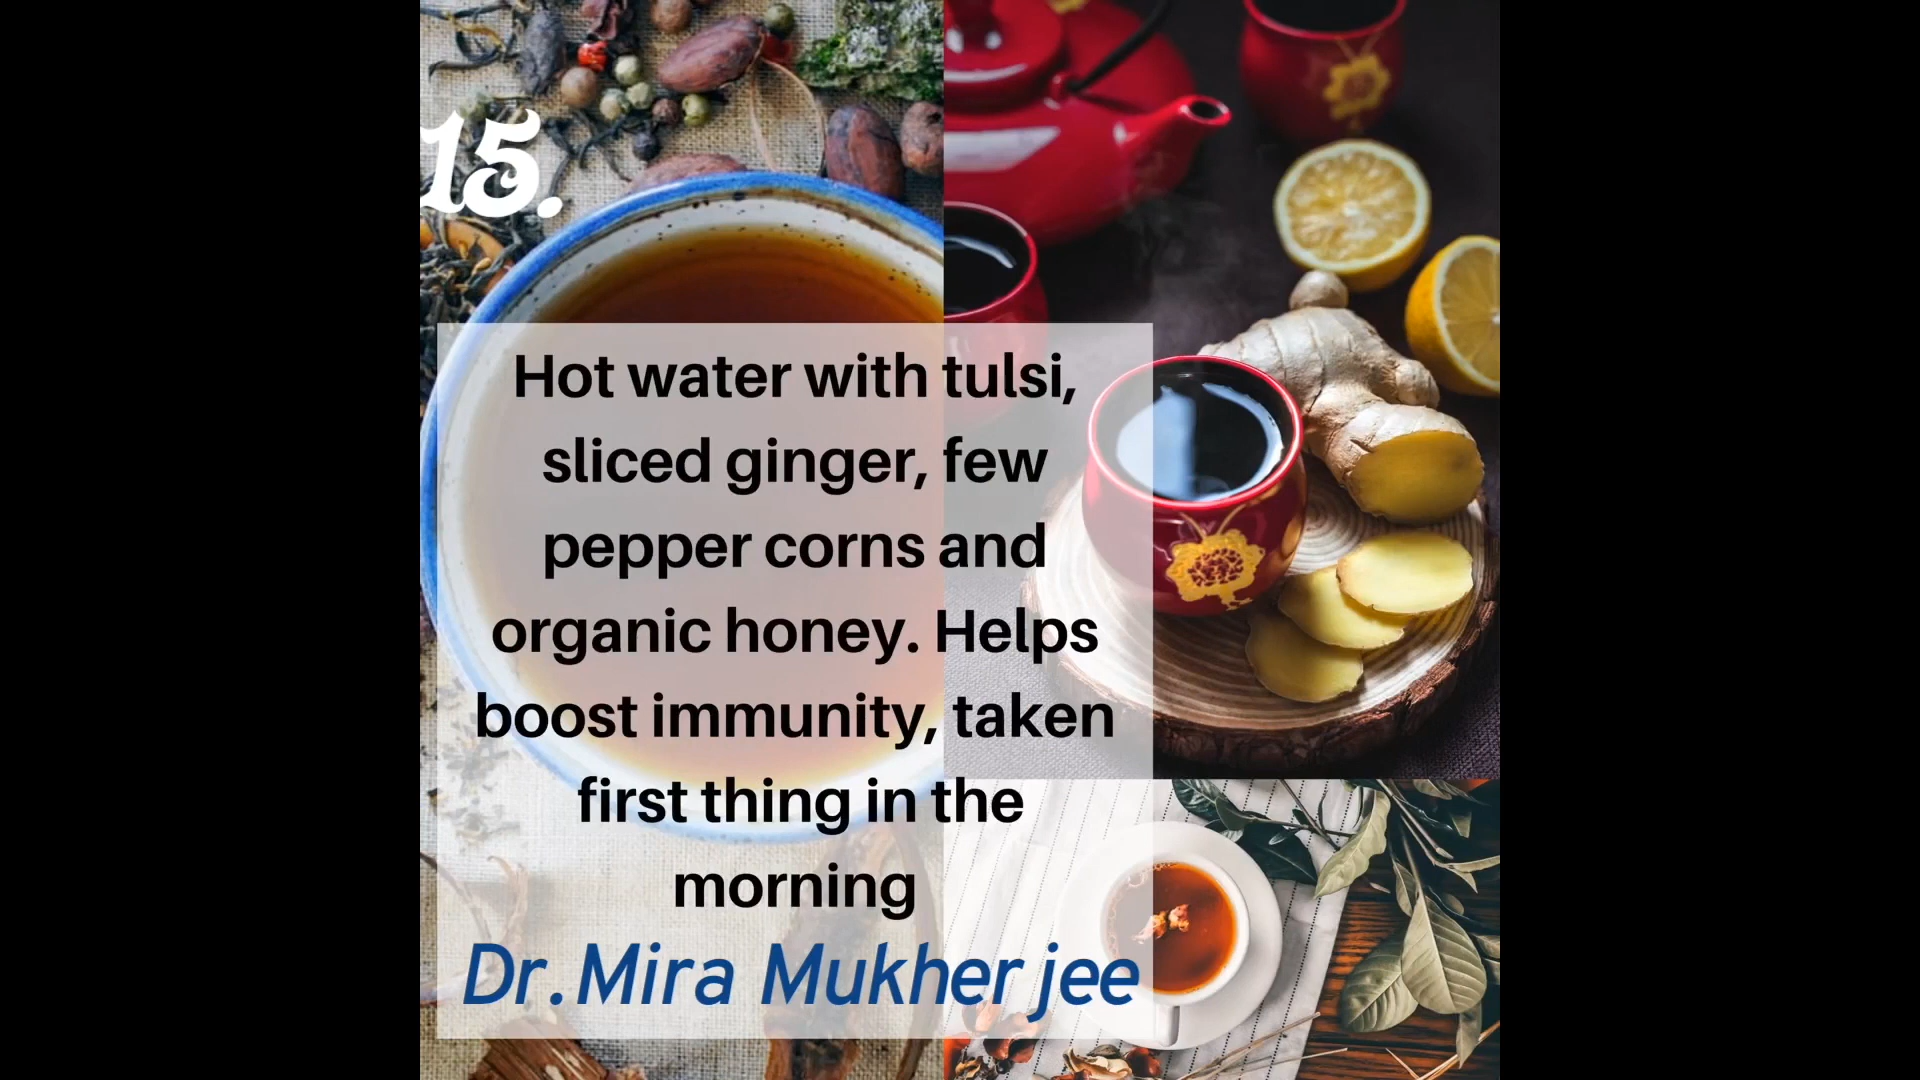 15.
Hot water with tulsi,
sliced ginger, few
pepper corns and
organic honey. Helps
boost immunity, taken
first thing in the
morning
Dr.Mira Mukherjee